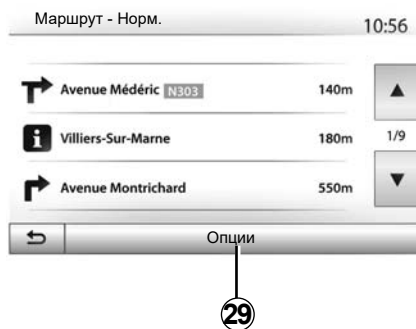 Маршрут - Норм. 10:56
Avenue Médéric N303 140m
Villiers-Sur-Marne 180m 1/9
Avenue Montrichard 550m
Опции
29